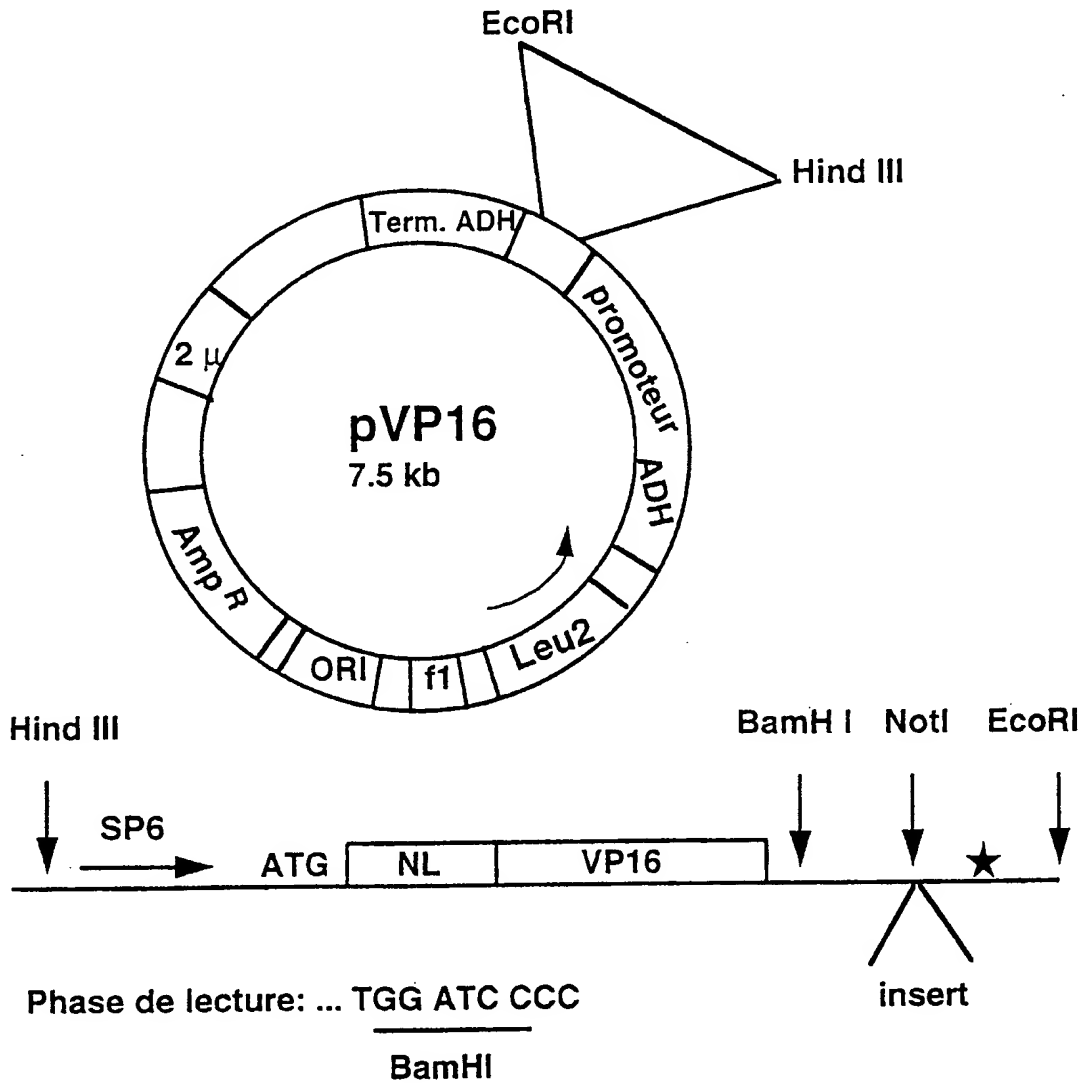 EcoRI
Hind III
Term. ADH
promoteur ADH
2 µ
pVP16
7.5 kb
Amp R
ORI
f1
Leu2
Hind III
BamH I NotI EcoRI
SP6
ATG NL VP16
insert
Phase de lecture: ... TGG ATC CCC
BamHI